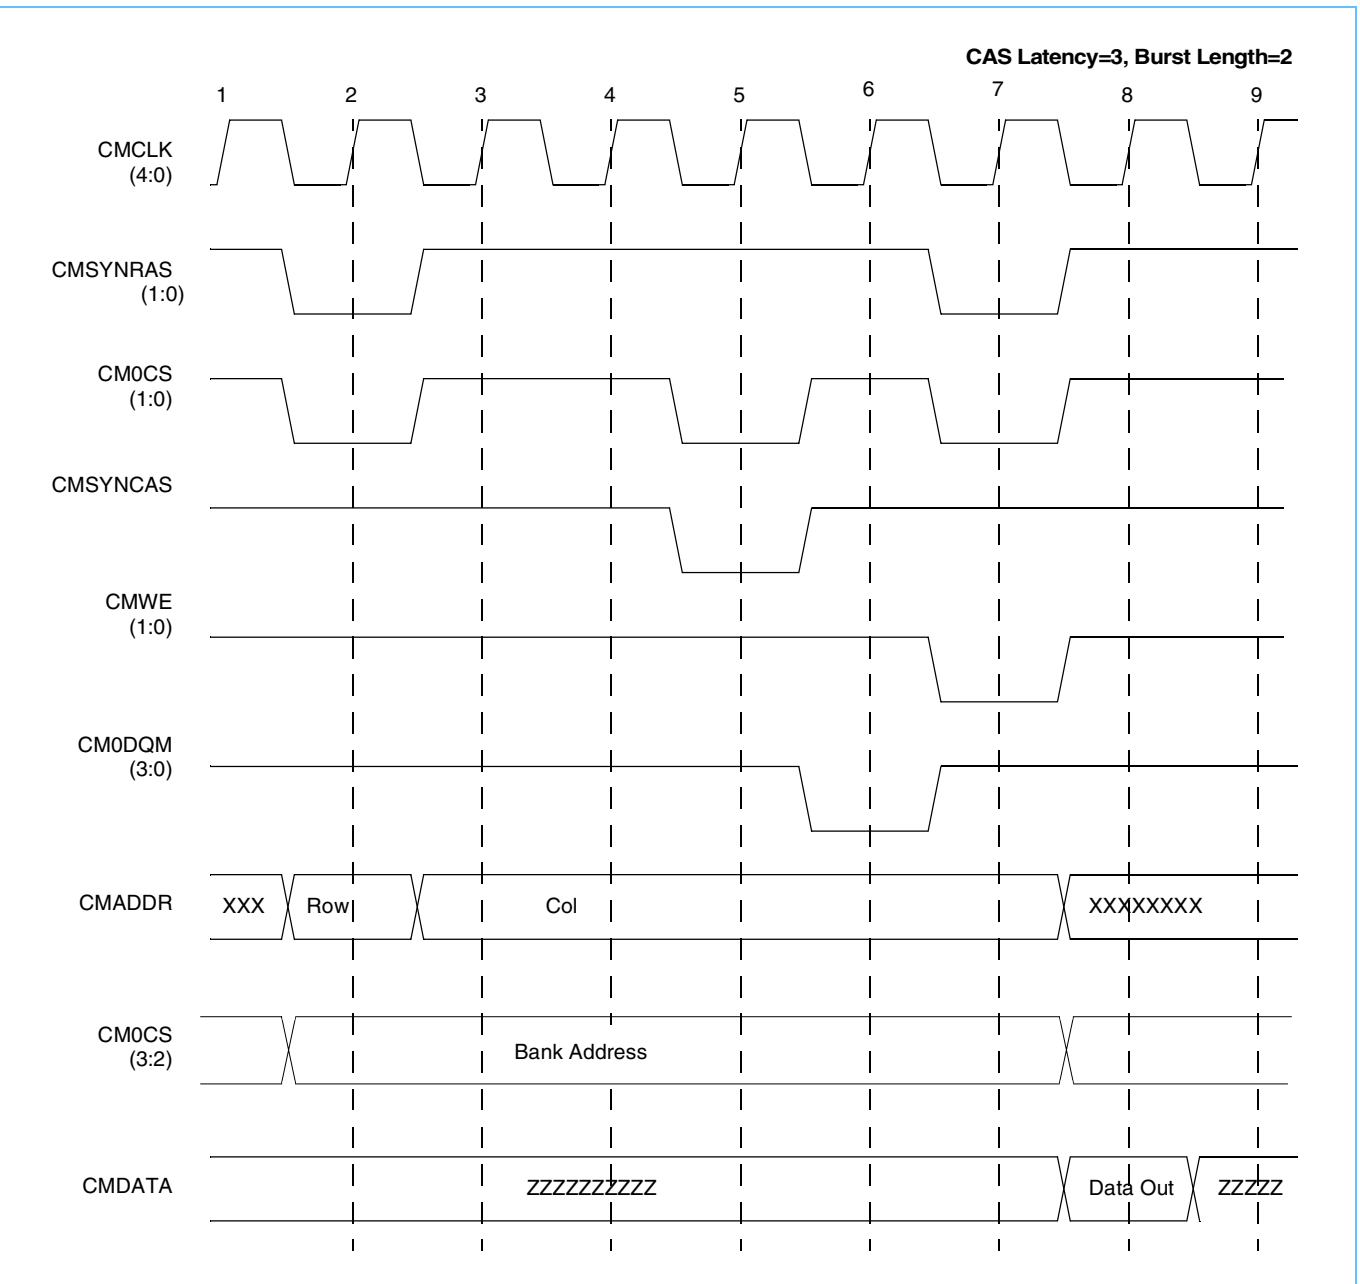 CAS Latency=3, Burst Length=2
1 2 3 4 5 6 7 8 9
CMCLK
(4:0)
CMSYNRAS
(1:0)
CM0CS
(1:0)
CMSYNCAS
CMWE
(1:0)
CM0DQM
(3:0)
CMADDR XXX Row Col XXXXXXXX
CM0CS
(3:2)
Bank Address
CMDATA ZZZZZZZZZZ Data Out ZZZZZ